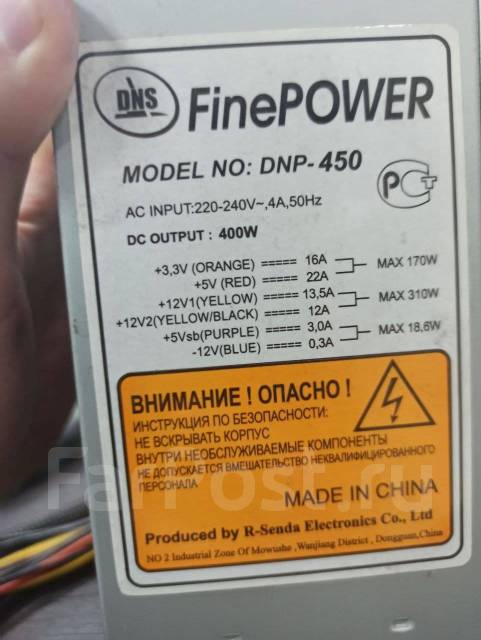 DNS
FinePOWER
MODEL NO: DNP-450
РСТ
AC INPUT:220-240V~,4A,50Hz
DC OUTPUT : 400W
+3,3V (ORANGE) ===== 16A
MAX 170W
+5V (RED) ===== 22A
+12V1(YELLOW) ===== 13,5A
MAX 310W
+12V2(YELLOW/BLACK) ===== 12A
+5Vsb(PURPLE) ===== 3,0A
MAX 18,6W
-12V(BLUE) ===== 0,3A
ВНИМАНИЕ ! ОПАСНО !
ИНСТРУКЦИЯ ПО БЕЗОПАСНОСТИ:
НЕ ВСКРЫВАТЬ КОРПУС
ВНУТРИ НЕОБСЛУЖИВАЕМЫЕ КОМПОНЕНТЫ
НЕ ДОПУСКАЕТСЯ ВМЕШАТЕЛЬСТВО НЕКВАЛИФИЦИРОВАННОГО
ПЕРСОНАЛА
FarPost.ru
MADE IN CHINA
Produced by R-Senda Electronics Co., Ltd
NO 2 Industrial Zone Of Mowushe , Wanjiang District , Dongguan,China